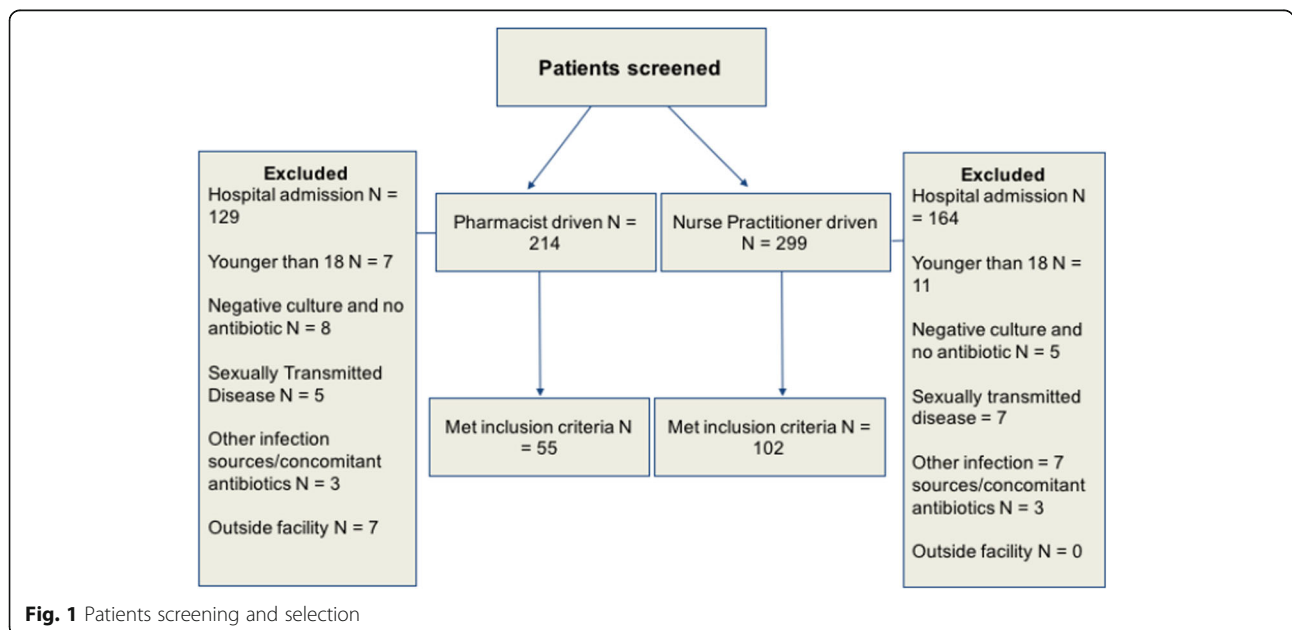 Patients screened
Excluded
Hospital admission N =
129
Younger than 18 N = 7
Negative culture and no
antibiotic N = 8
Sexually Transmitted
Disease N = 5
Other infection
sources/concomitant
antibiotics N = 3
Outside facility N = 7
Pharmacist driven N =
214
Nurse Practitioner driven
N = 299
Excluded
Hospital admission N
= 164
Younger than 18 N =
11
Negative culture and
no antibiotic N = 5
Sexually transmitted
disease = 7
Other infection = 7
sources/concomitant
antibiotics N = 3
Outside facility N = 0
Met inclusion criteria N
= 55
Met inclusion criteria N =
102
Fig. 1 Patients screening and selection